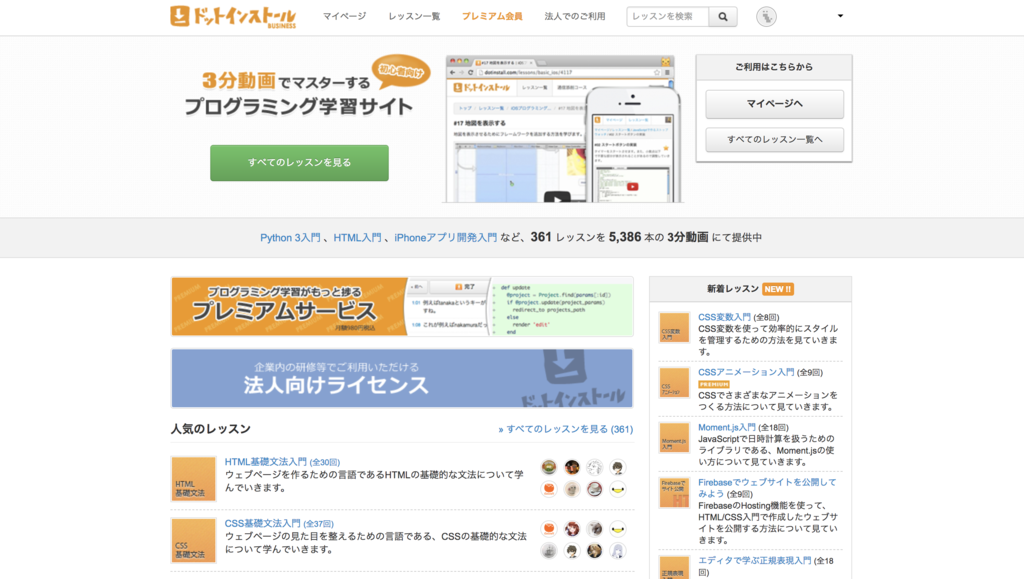 ドットインストール
BUSINESS
マイページ
レッスン一覧
プレミアム会員
法人でのご利用
レッスンを検索
3分動画でマスターする
初心者向け
プログラミング学習サイト
すべてのレッスンを見る
#17 地図を表示する
ご利用はこちらから
マイページへ
すべてのレッスン一覧へ
Python 3入門 、HTML入門 、iPhoneアプリ開発入門 など、361 レッスンを 5,386 本の 3分動画 にて提供中
プログラミング学習がもっと捗る
プレミアムサービス
完了
def update
@project = Project.find(params[:id])
if @project.update(project_params)
redirect_to projects_path
else
render 'edit'
end
企業内の研修等でご利用いただける
法人向けライセンス
ドットインストール
人気のレッスン
» すべてのレッスンを見る (361)
HTML
基礎文法
HTML基礎文法入門 (全30回)
ウェブページを作るための言語であるHTMLの基礎的な文法について学
んでいきます。
CSS
基礎文法
CSS基礎文法入門 (全37回)
ウェブページの見た目を整えるための言語である、CSSの基礎的な文法
について学んでいきます。
新着レッスン NEW !!
CSS変数
入門
CSS変数入門 (全8回)
CSS変数を使って効率的にスタイル
を管理するための方法を見ていきま
す。
CSSアニメーション入門 (全9回)
PREMIUM
CSSでさまざまなアニメーションを
つくる方法について見ていきます。
Moment.js
入門
Moment.js入門 (全18回)
JavaScriptで日時計算を扱うための
ライブラリである、Moment.jsの使
い方について見ていきます。
Firebaseで
サイト公開
Firebaseでウェブサイトを公開して
みよう (全9回)
FirebaseのHosting機能を使って、
HTML/CSS入門で作成したウェブサ
イトを公開する方法について見てい
きます。
正規表現
エディタで学ぶ正規表現入門 (全18
回)